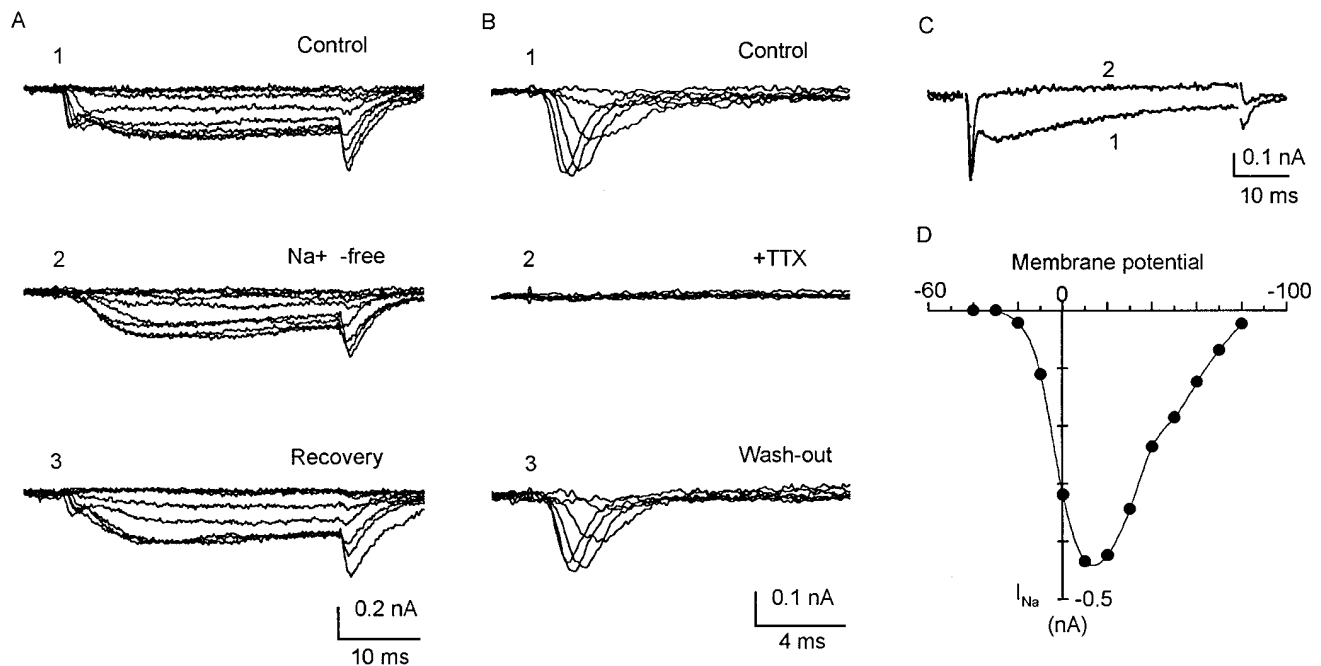 A
1
Control
2
Na+ -free
3
Recovery
0.2 nA
10 ms
B
1
Control
2
+TTX
3
Wash-out
0.1 nA
4 ms
C
2
1
0.1 nA
10 ms
D
Membrane potential
-60
0
-100
I Na
-0.5
(nA)